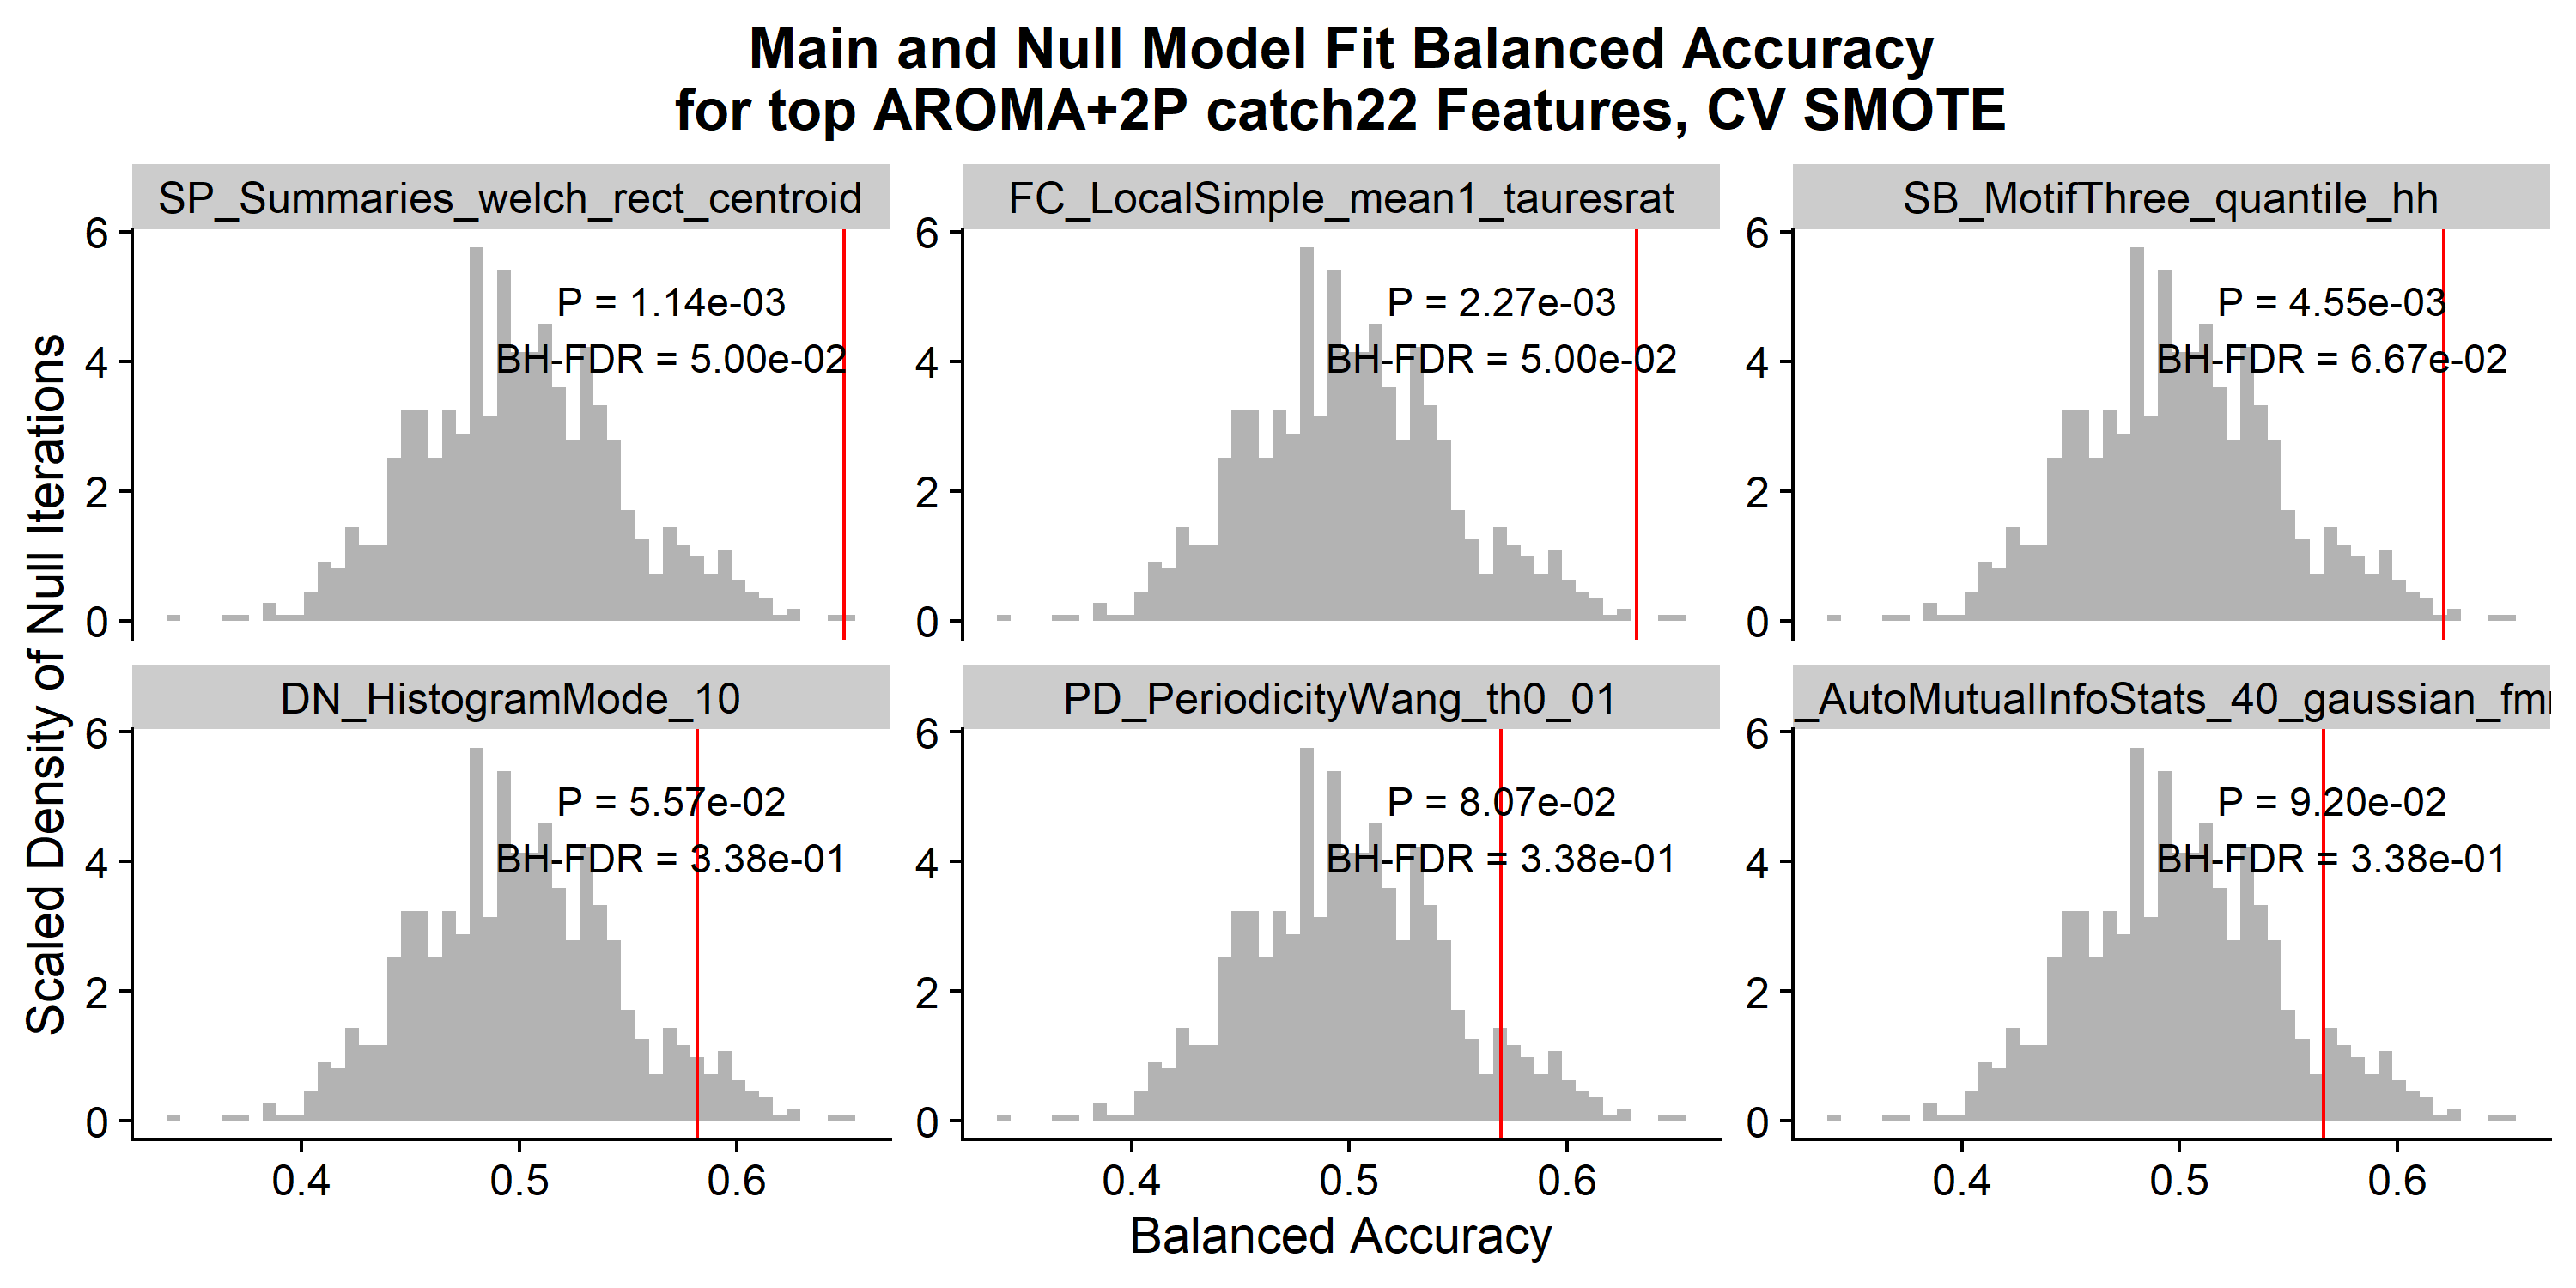 Main and Null Model Fit Balanced Accuracy
for top AROMA+2P catch22 Features, CV SMOTE
Scaled Density of Null Iterations
SP_Summaries_welch_rect_centroid
6
4
2
0
P = 1.14e-03
BH-FDR = 5.00e-02
FC_LocalSimple_mean1_tauresrat
6
4
2
0
P = 2.27e-03
BH-FDR = 5.00e-02
SB_MotifThree_quantile_hh
6
4
2
0
P = 4.55e-03
BH-FDR = 6.67e-02
DN_HistogramMode_10
6
4
2
0
P = 5.57e-02
BH-FDR = 3.38e-01
0.4 0.5 0.6
PD_PeriodicityWang_th0_01
6
4
2
0
P = 8.07e-02
BH-FDR = 3.38e-01
0.4 0.5 0.6
_AutoMutualInfoStats_40_gaussian_fm
6
4
2
0
P = 9.20e-02
BH-FDR = 3.38e-01
0.4 0.5 0.6
Balanced Accuracy